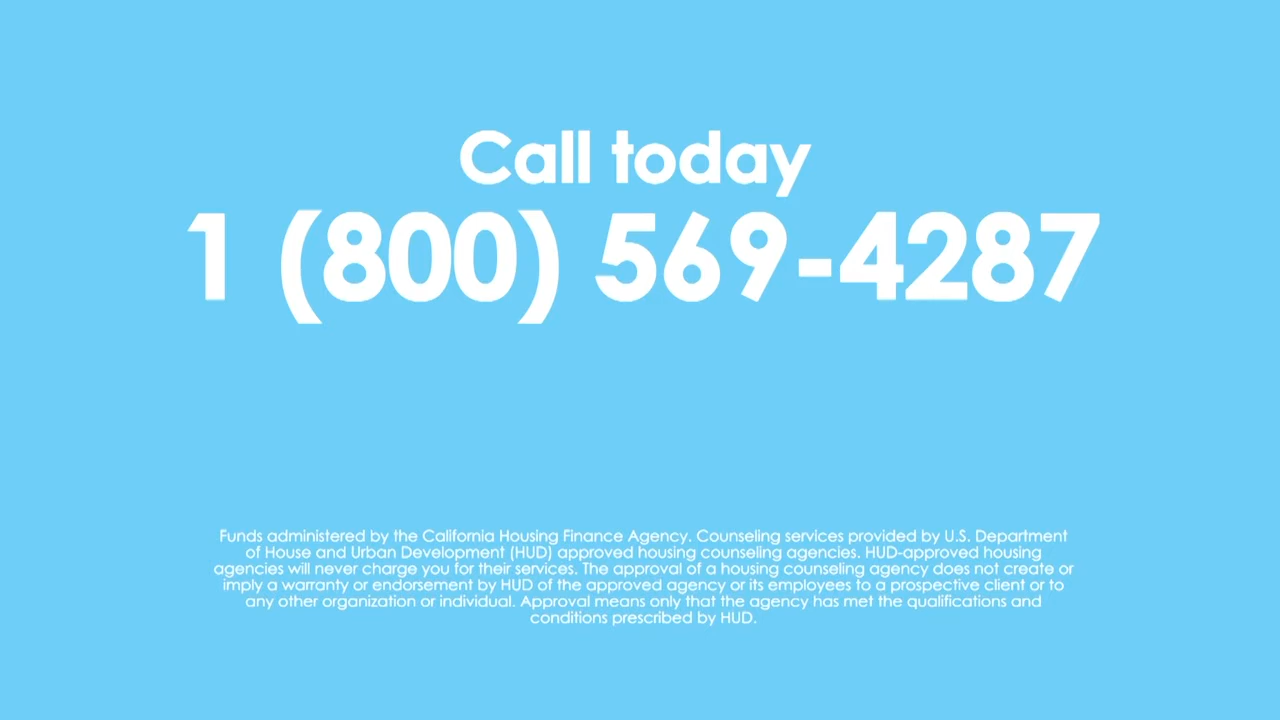 Call today
1 (800) 569-4287
Funds administered by the California Housing Finance Agency. Counseling services provided by U.S. Department
of House and Urban Development (HUD) approved housing counseling agencies. HUD-approved housing
agencies will never charge you for their services. The approval of a housing counseling agency does not create or
imply a warranty or endorsement by HUD of the approved agency or its employees to a prospective client or to
any other organization or individual. Approval means only that the agency has met the qualifications and
conditions prescribed by HUD.